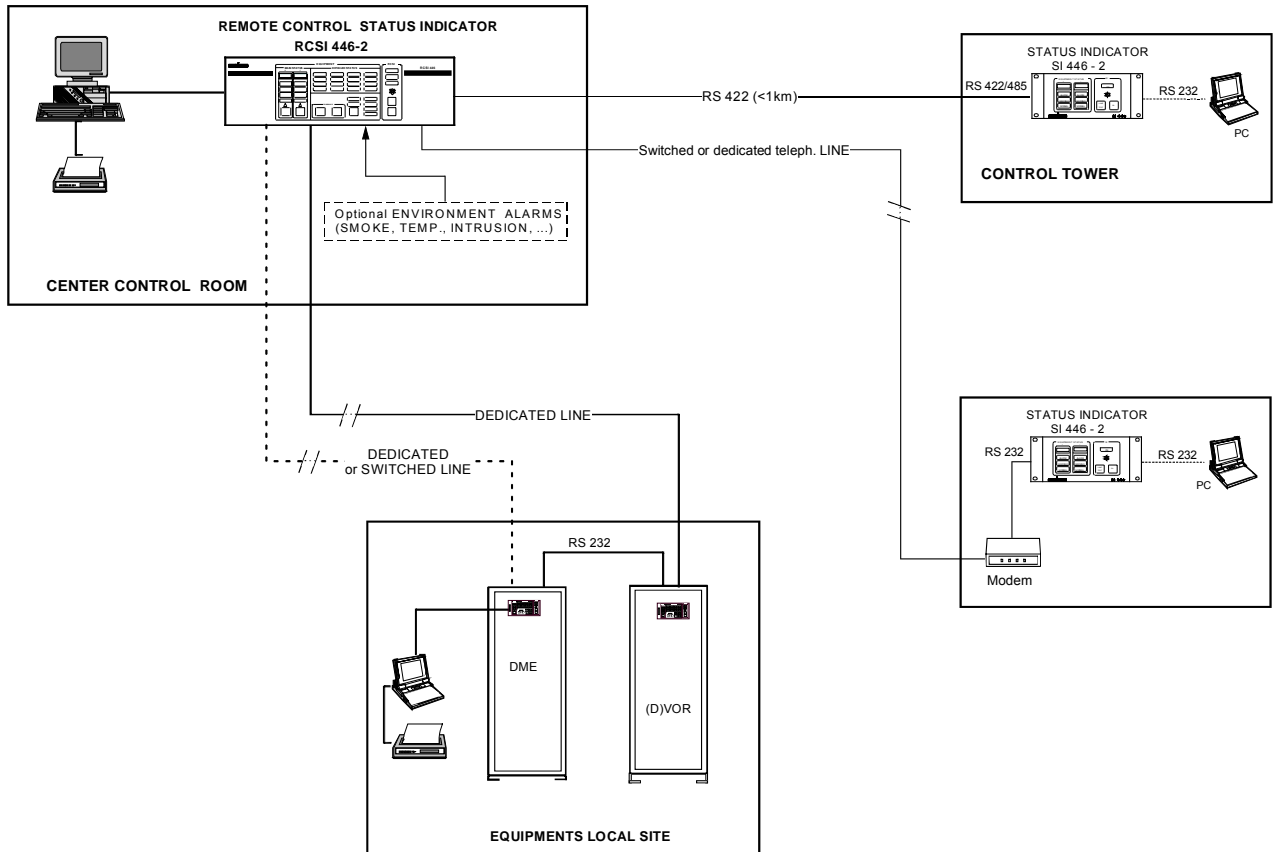 REMOTE CONTROL STATUS INDICATOR
RCSI 446-2
Optional ENVIRONMENT ALARMS
(SMOKE, TEMP., INTRUSION, ...)
CENTER CONTROL ROOM
RS 422 (<1km)
Switched or dedicated teleph. LINE
STATUS INDICATOR
SI 446 - 2
RS 422/485
RS 232
PC
CONTROL TOWER
DEDICATED LINE
DEDICATED
or SWITCHED LINE
STATUS INDICATOR
SI 446 - 2
RS 232
RS 232
PC
Modem
RS 232
DME
(D)VOR
EQUIPMENTS LOCAL SITE